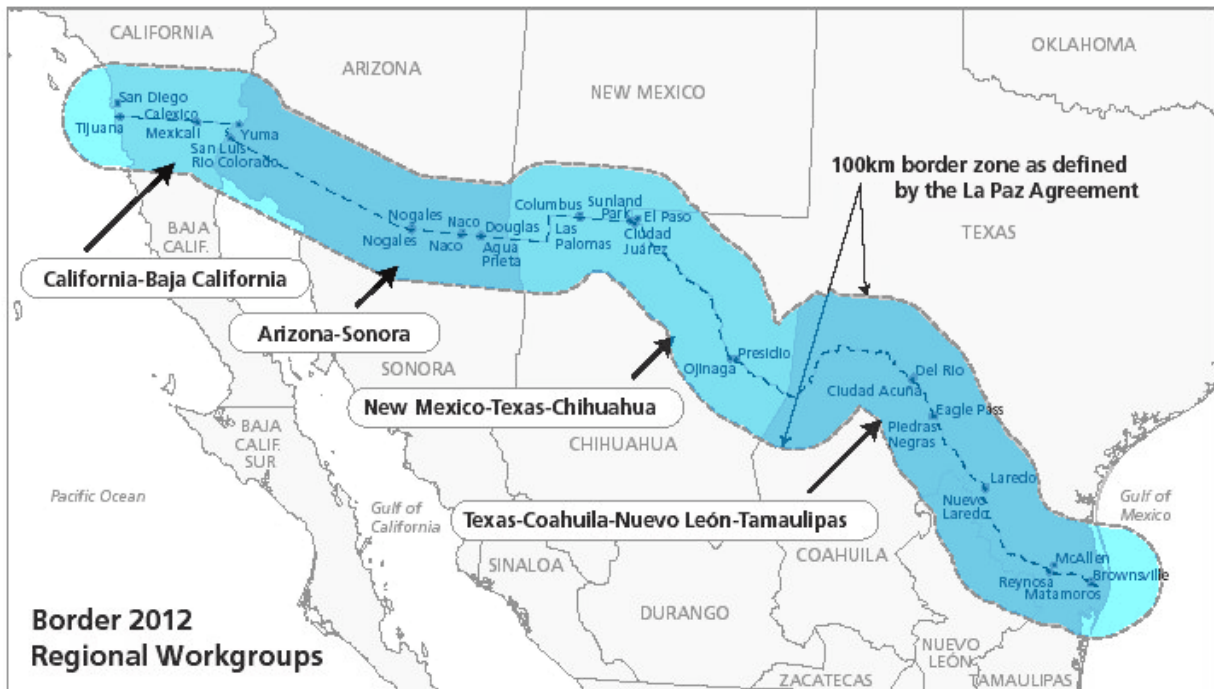 CALIFORNIA
ARIZONA
NEW MEXICO
OKLAHOMA
San Diego
Tijuana
Calexico
Mexicali
Yuma
San Luis
Rio Colorado
100km border zone as defined
by the La Paz Agreement
TEXAS
BAJA
CALIF.
Nogales
Nogales
Naco
Naco
Douglas
Agua
Prieta
Columbus
Las
Palomas
Sunland
Park
El Paso
Ciudad
Juárez
California-Baja California
Arizona-Sonora
SONORA
New Mexico-Texas-Chihuahua
Ojinaga
Presidio
Del Rio
Ciudad Acuña
Eagle Pass
Piedras
Negras
BAJA
CALIF.
SUR
CHIHUAHUA
Pacific Ocean
Gulf of
California
Texas-Coahuila-Nuevo León-Tamaulipas
Laredo
Nuevo
Laredo
Gulf of
Mexico
SINALOA
COAHUILA
McAllen
Reynosa
Brownsville
Matamoros
DURANGO
Border 2012
Regional Workgroups
NUEVO
LEÓN
ZACATECAS
TAMAULIPAS